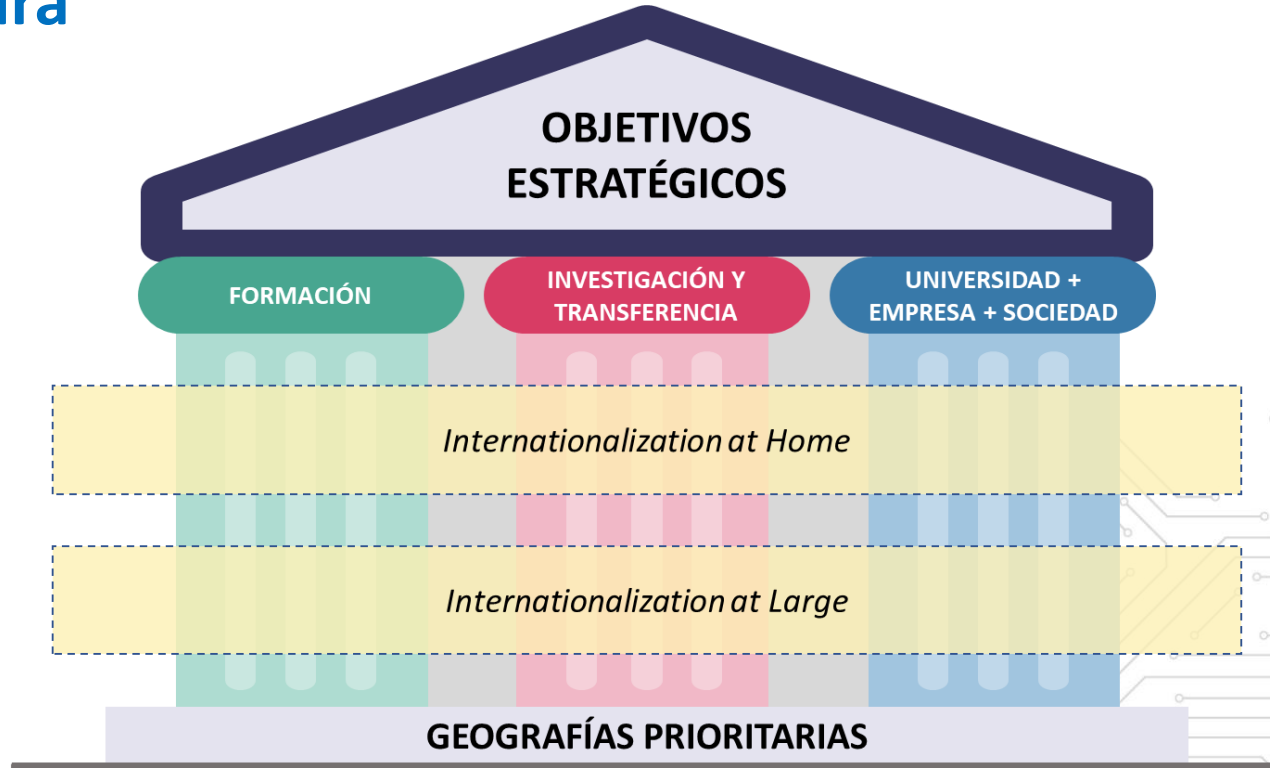 OBJETIVOS
ESTRATÉGICOS
FORMACIÓN
INVESTIGACIÓN Y
TRANSFERENCIA
UNIVERSIDAD +
EMPRESA + SOCIEDAD
Internationalization at Home
Internationalization at Large
GEOGRAFÍAS PRIORITARIAS